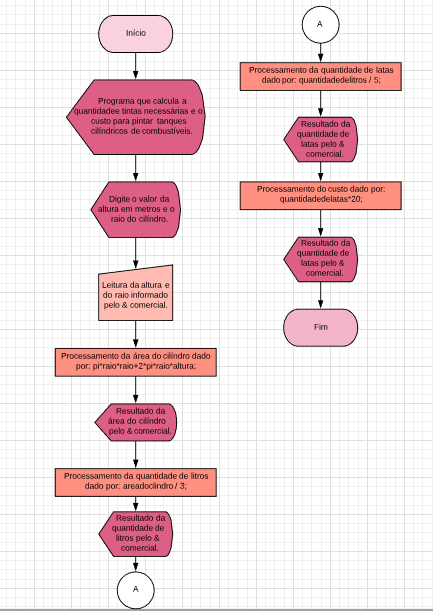 Início
Programa que calcula a
quantidadee tintas necessárias e o
custo para pintar tanques
cilíndricos de combustíveis.
Digite o valor da
altura em metros e o
raio do cilindro.
Leitura da altura e
do raio informado
pelo & comercial.
Processamento da área do cilíndro dado
por: pi*raio*raio+2*pi*raio*altura;
Resultado da
área do cilindro
pelo & comercial.
Processamento da quantidade de litros
dado por: areadoclindro / 3;
Resultado da
quantidade de
litros pelo &
comercial.
A
A
Processamento da quantidade de latas
dado por: quantidadedelitros / 5;
Resultado da
quantidade de
latas pelo &
comercial.
Processamento do custo dado por:
quantidadedelatas*20;
Resultado da
quantidade de
latas pelo &
comercial.
Fim